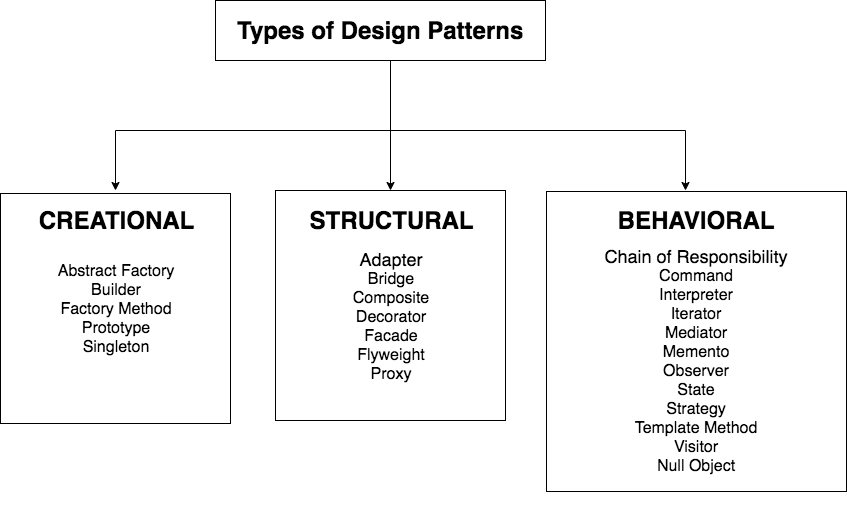 Types of Design Patterns
CREATIONAL
Abstract Factory
Builder
Factory Method
Prototype
Singleton
STRUCTURAL
Adapter
Bridge
Composite
Decorator
Facade
Flyweight
Proxy
BEHAVIORAL
Chain of Responsibility
Command
Interpreter
Iterator
Mediator
Memento
Observer
State
Strategy
Template Method
Visitor
Null Object